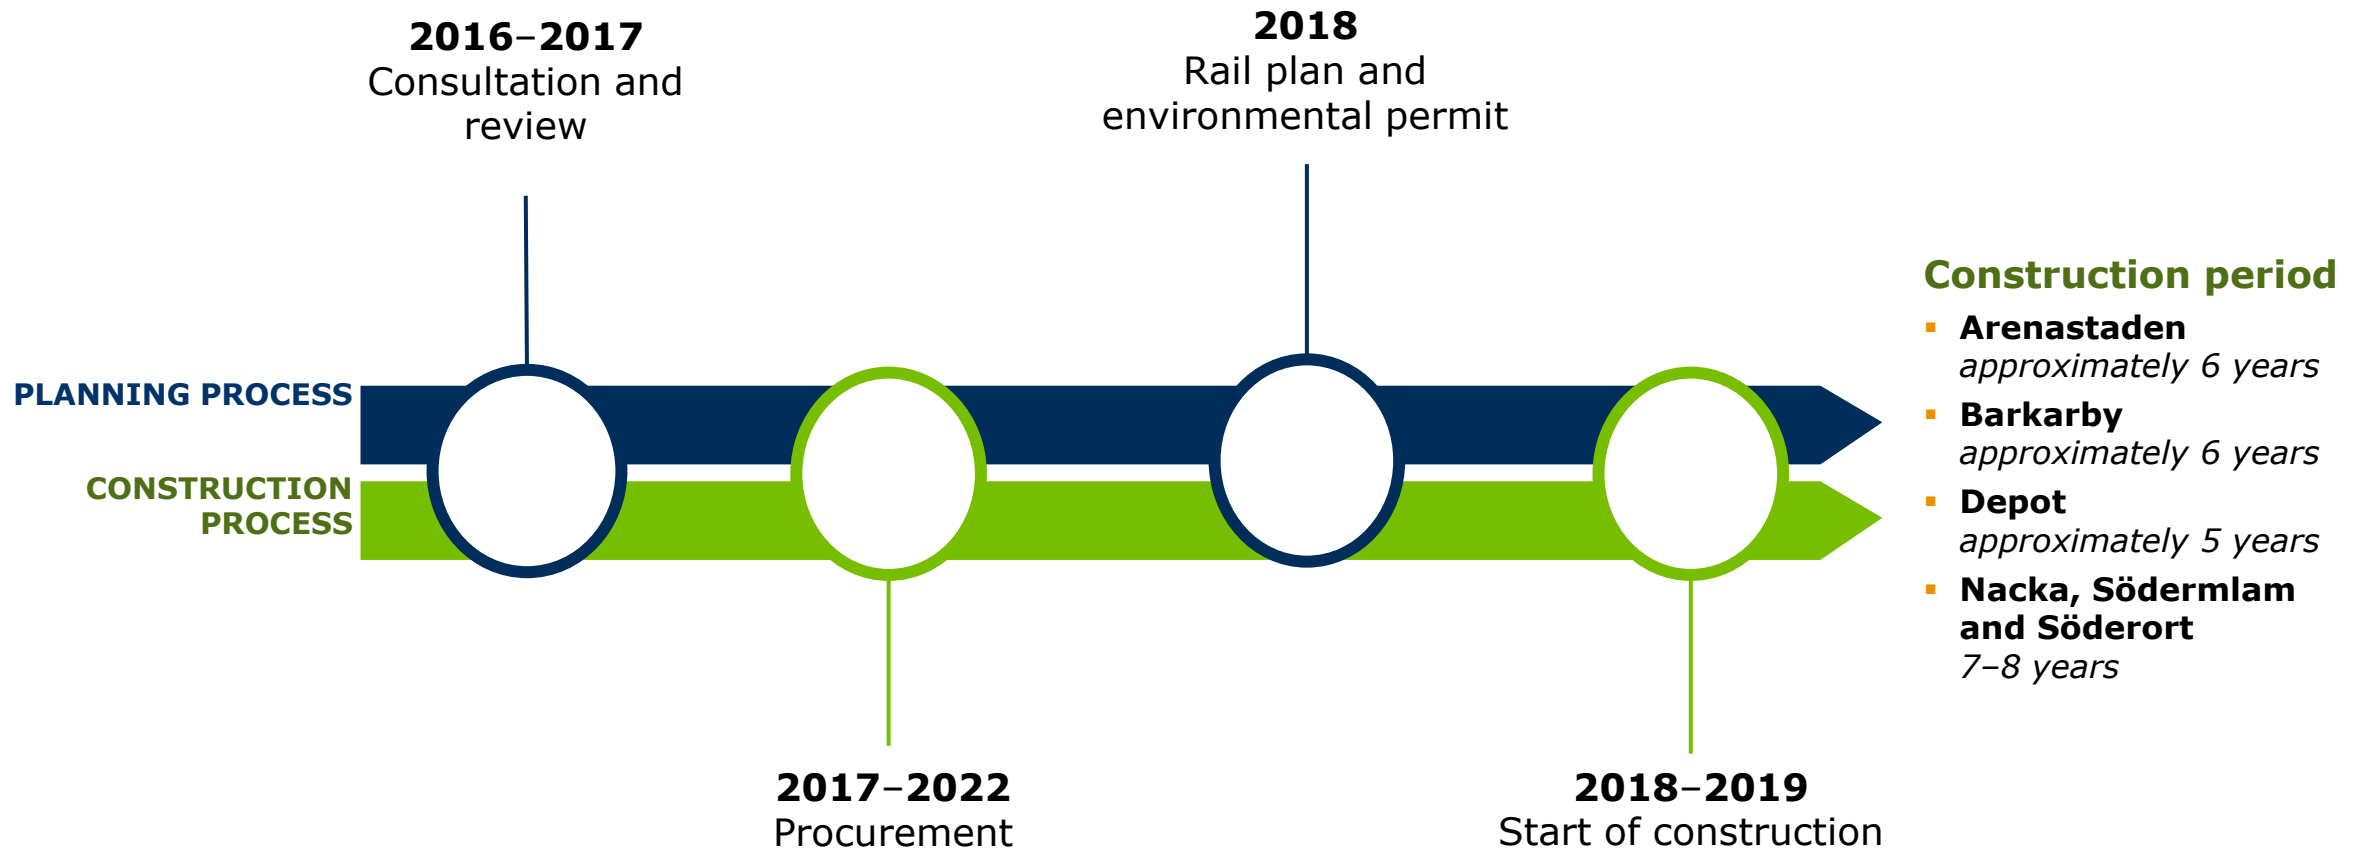 2016–2017
Consultation and
review
2018
Rail plan and
environmental permit
PLANNING PROCESS
CONSTRUCTION
PROCESS
2017–2022
Procurement
2018–2019
Start of construction
Construction period
▪ Arenastaden
approximately 6 years
▪ Barkarby
approximately 6 years
▪ Depot
approximately 5 years
▪ Nacka, Södermlam
and Söderort
7–8 years